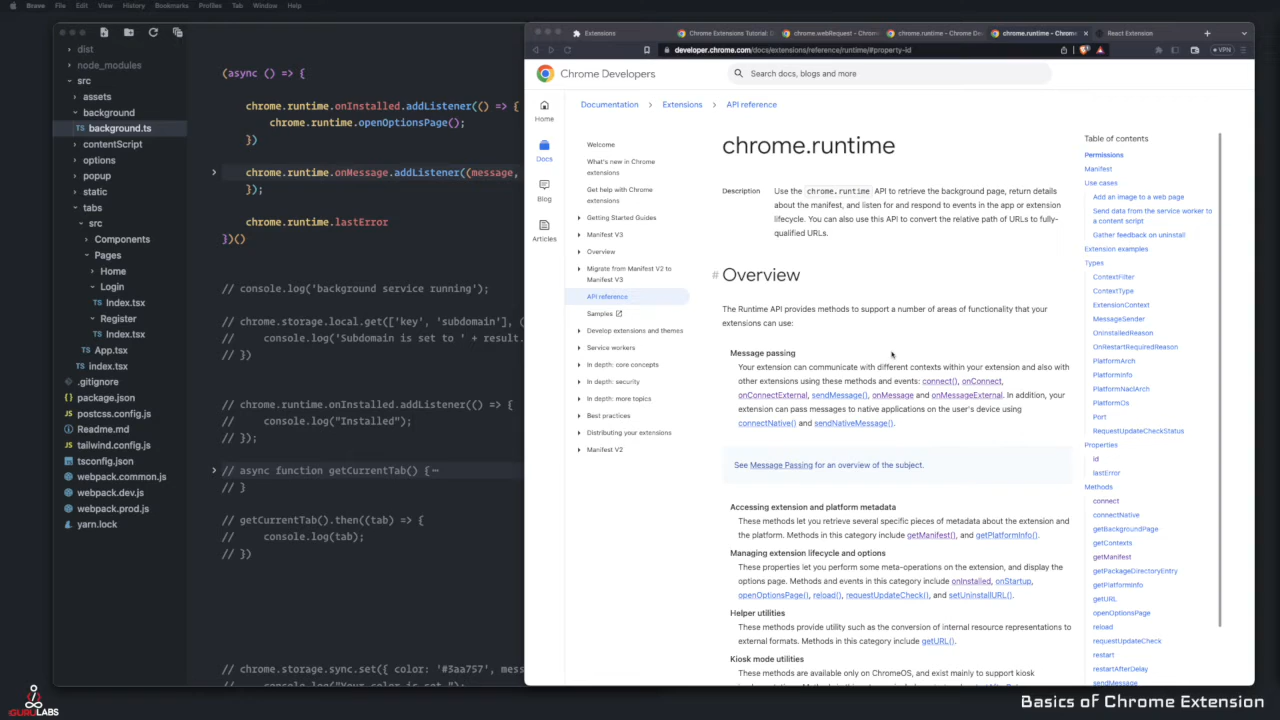 Brave File Edit View History Bookmarks Profiles Tab Window Help
dist
node_modules
src
assets
background
TS background.ts
contentScript
options
popup
static
tabs
Components
Pages
Home
Login
Index.tsx
Register
Index.tsx
App.tsx
index.tsx
.gitignore
package.json
postcss.config.js
readme.md
tailwind.config.js
tsconfig.json
webpack.common.js
webpack.dev.js
webpack.prod.js
yarn.lock
(async () => {
chrome.runtime.onInstalled.addListener(() => {
chrome.runtime.openOptionsPage();
})
chrome.runtime.onMessage.addListener((message,
});
chrome.runtime.lastError
})()
// console.log('background script running');
// chrome.storage.local.get(['formdata.domain'], (
// })
// chrome.runtime.onInstalled.addListener(() => {
// async function getCurrentTab() {
// }
// getCurrentTab().then((tab) => {
// console.log(tab);
// })
// chrome.storage.sync.set({ color: '#3aa757', mess
Extensions
Chrome Extensions Tutorial: D
chrome.webRequest - Chrome
chrome.runtime - Chrome Dev
chrome.runtime - Chrome
React Extension
developer.chrome.com/docs/extensions/reference/runtime/#property-id
VPN
Chrome Developers
Search docs, blogs and more
Home
Docs
Blog
Articles
Documentation > Extensions > API reference
Welcome
What's new in Chrome
extensions
Get help with Chrome
extensions
Getting Started Guides
Manifest V3
Overview
Migrate from Manifest V2 to
Manifest V3
API reference
Samples
Develop extensions and themes
Service workers
In depth: core concepts
In depth: security
In depth: more topics
Best practices
Distributing your extensions
Manifest V2
chrome.runtime
Description Use the chrome.runtime API to retrieve the background page, return details
about the manifest, and listen for and respond to events in the app or extension
lifecycle. You can also use this API to convert the relative path of URLs to fully-
qualified URLs.
# Overview
The Runtime API provides methods to support a number of areas of functionality that your
extensions can use:
Message passing
Your extension can communicate with different contexts within your extension and also with
other extensions using these methods and events: connect(), onConnect,
onConnectExternal, sendMessage(), onMessage and onMessageExternal. In addition, your
extension can pass messages to native applications on the user's device using
connectNative() and sendNativeMessage().
See Message Passing for an overview of the subject.
Accessing extension and platform metadata
These methods let you retrieve several specific pieces of metadata about the extension and
the platform. Methods in this category include getManifest(), and getPlatformInfo().
Managing extension lifecycle and options
These properties let you perform some meta-operations on the extension, and display the
options page. Methods and events in this category include onInstalled, onStartup,
openOptionsPage(), reload(), requestUpdateCheck(), and setUninstallURL().
Helper utilities
These methods provide utility such as the conversion of internal resource representations to
external formats. Methods in this category include getURL().
Kiosk mode utilities
These methods are available only on ChromeOS, and exist mainly to support kiosk
Table of contents
Permissions
Manifest
Use cases
Add an image to a web page
Send data from the service worker to
a content script
Gather feedback on uninstall
Extension examples
Types
ContextFilter
ContextType
ExtensionContext
MessageSender
OnInstalledReason
OnRestartRequiredReason
PlatformArch
PlatformInfo
PlatformNaclArch
PlatformOs
Port
RequestUpdateCheckStatus
Properties
id
lastError
Methods
connect
connectNative
getBackgroundPage
getContexts
getManifest
getPackageDirectoryEntry
getPlatformInfo
getURL
openOptionsPage
reload
requestUpdateCheck
restart
restartAfterDelay
sendMessage
iGURULABS
Basics of Chrome Extension